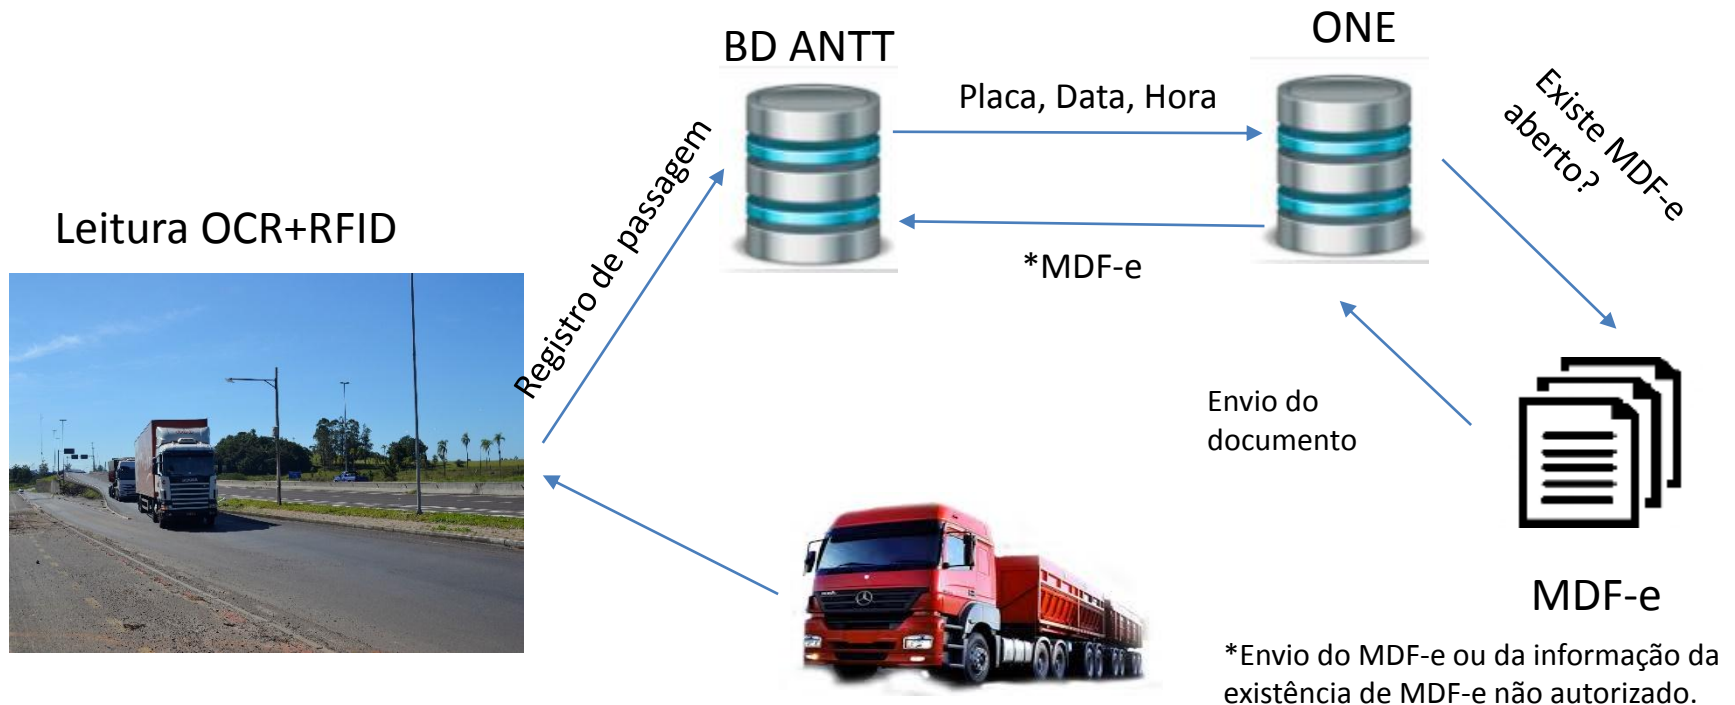 BD ANTT
ONE
Placa, Data, Hora
Existe MDF-e
aberto?
Registro de passagem
Leitura OCR+RFID
*MDF-e
Envio do
documento
MDF-e
*Envio do MDF-e ou da informação da
existência de MDF-e não autorizado.